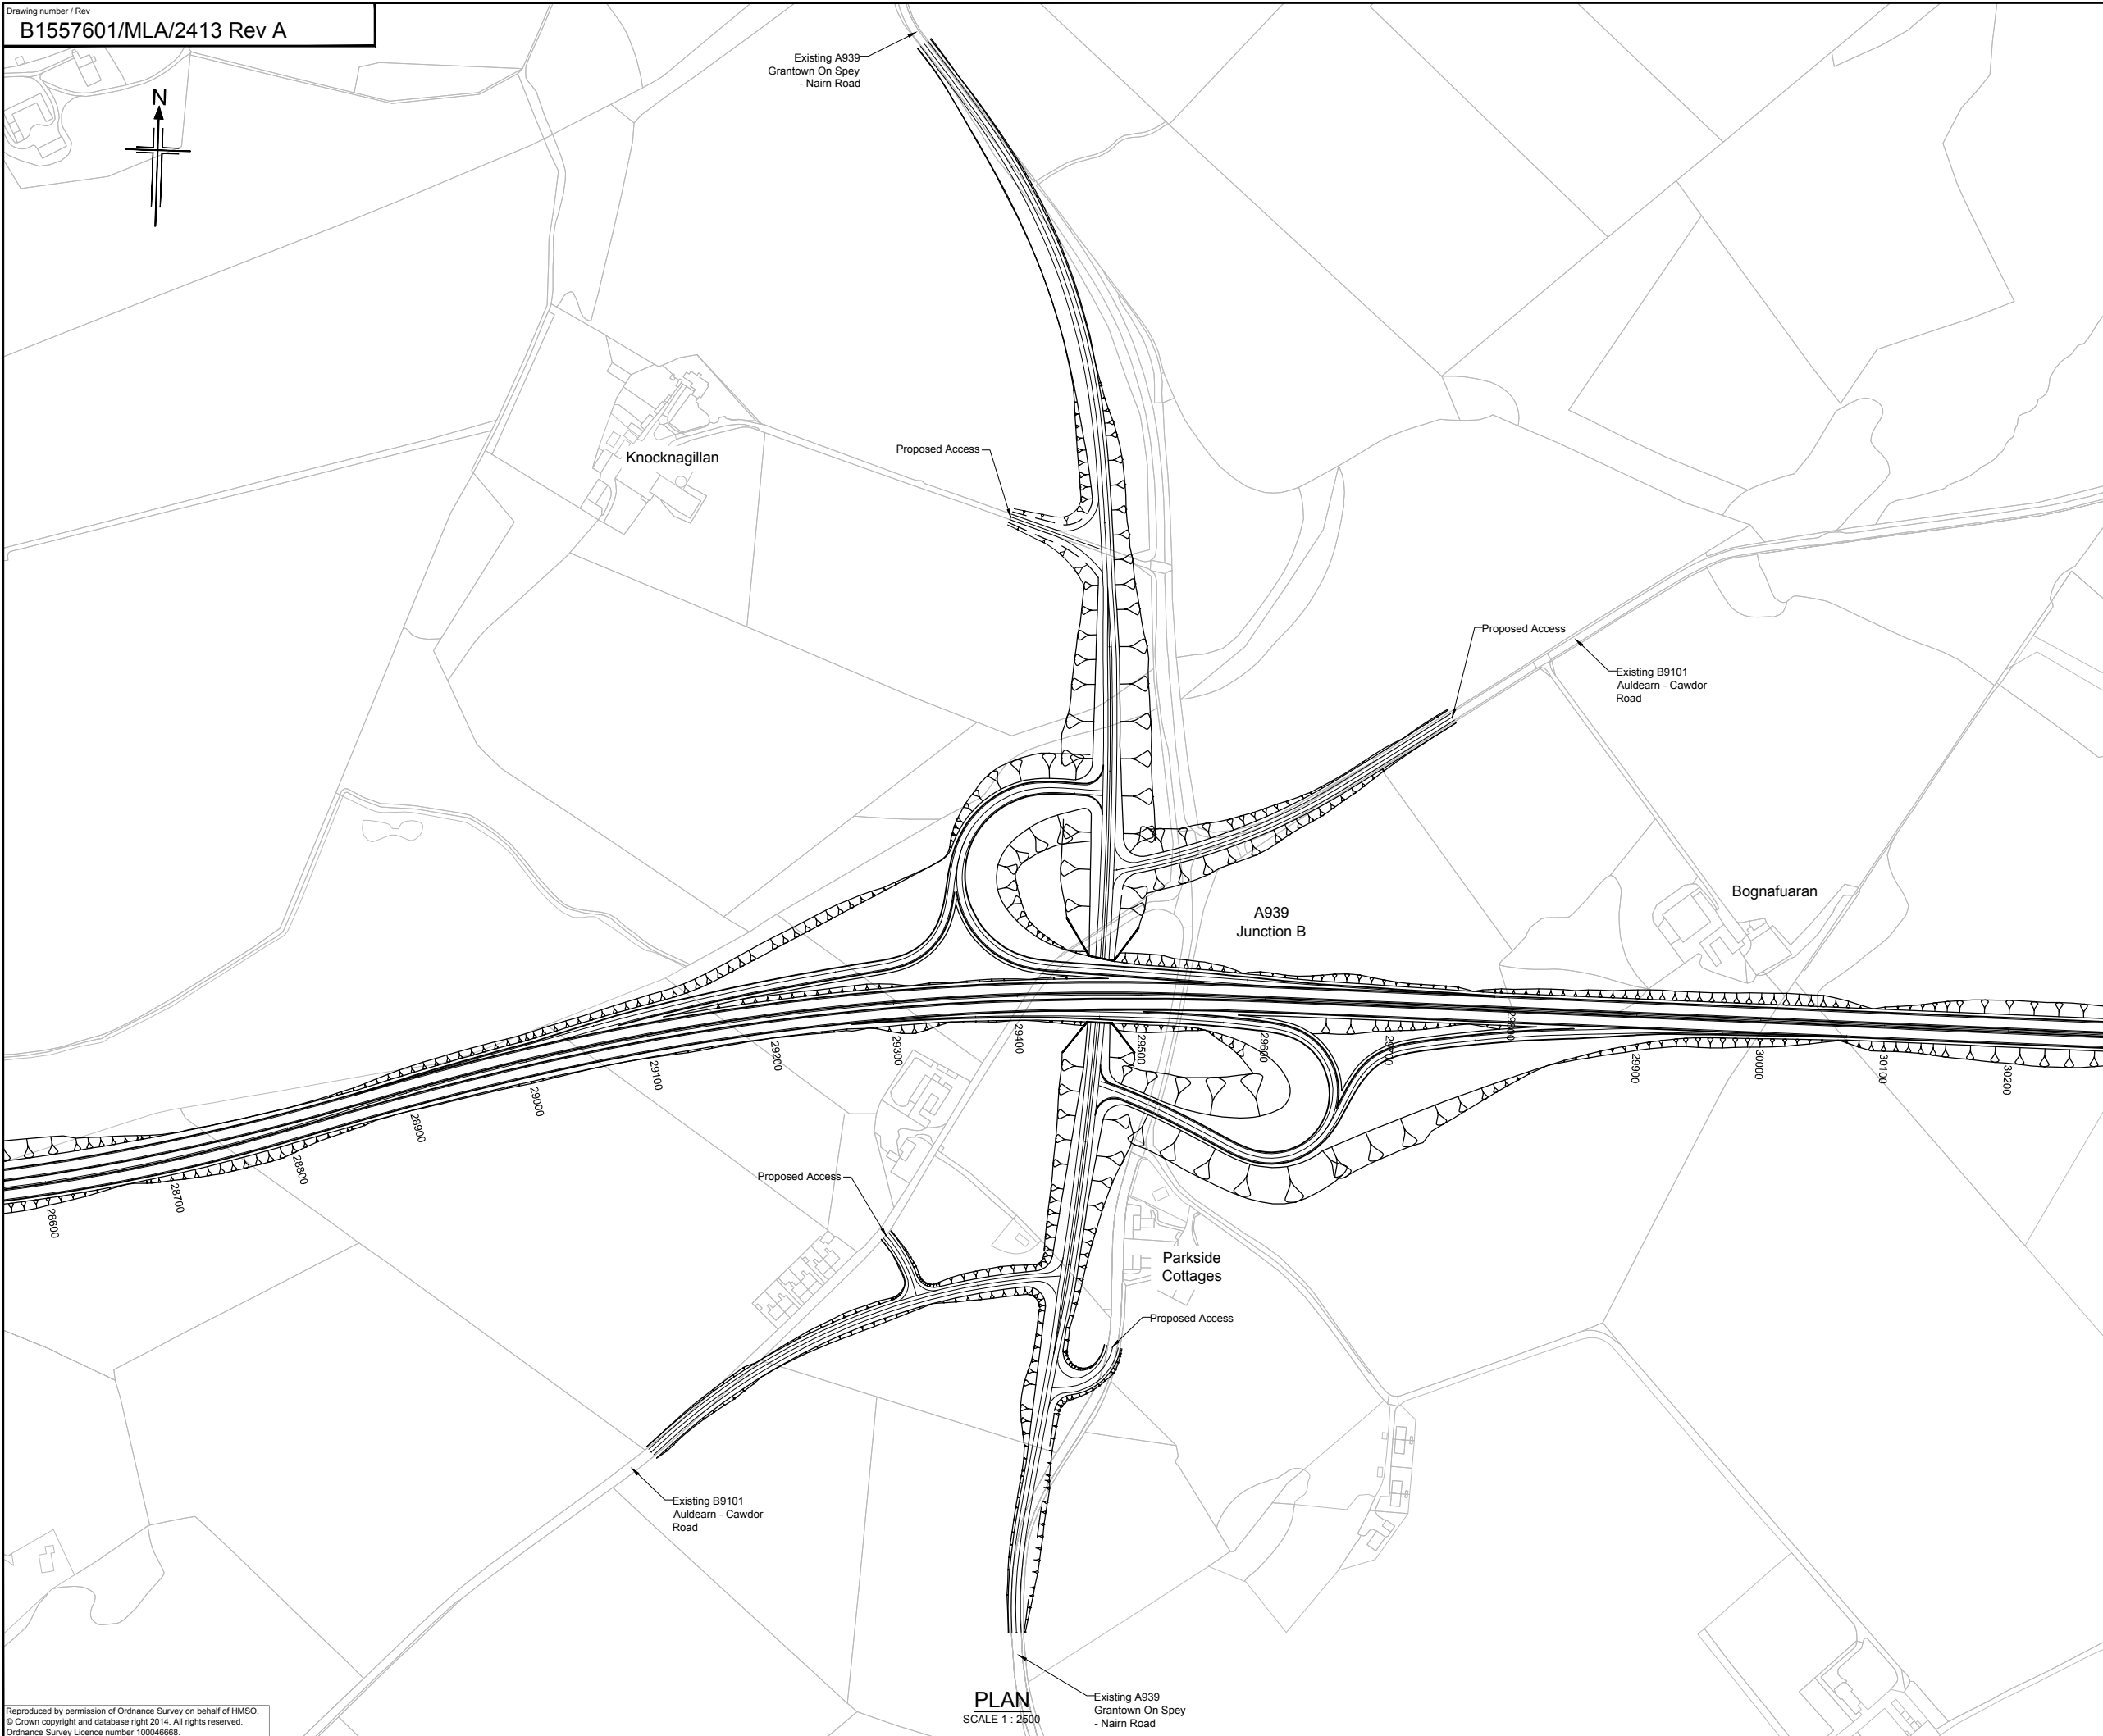 Drawing number / Rev
B1557601/MLA/2413 Rev A
N
Existing A939
Grantown On Spey
- Nairn Road
Knocknagillan
Proposed Access
Proposed Access
Existing B9101
Auldearn - Cawdor
Road
Bognafuaran
A939
Junction B
28600
28700
28800
28900
29000
29100
29200
29300
29400
29500
29600
29700
29800
29900
30000
30100
30200
Proposed Access
Parkside
Cottages
Proposed Access
Existing B9101
Auldearn - Cawdor
Road
PLAN
SCALE 1 : 2500
Existing A939
Grantown On Spey
- Nairn Road
Reproduced by permission of Ordnance Survey on behalf of HMSO.
© Crown copyright and database right 2014. All rights reserved.
Ordnance Survey Licence number 100046668.